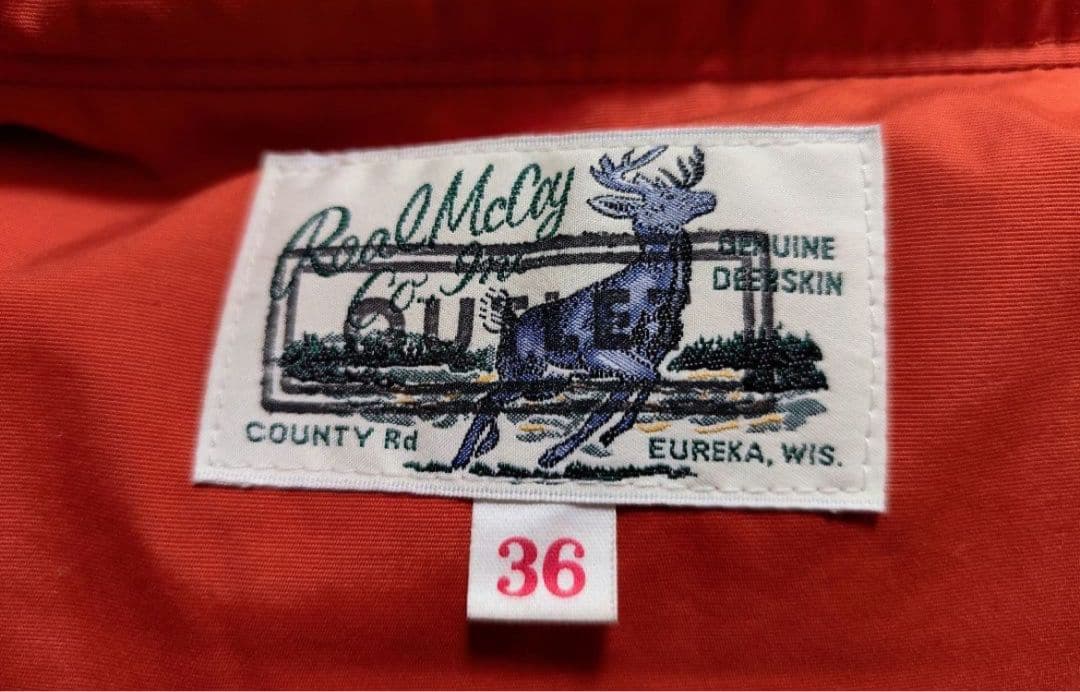 Real McCoy
Co. Inc
GENUINE
DEERSKIN
OUTLET
COUNTY Rd
EUREKA, WIS.
36